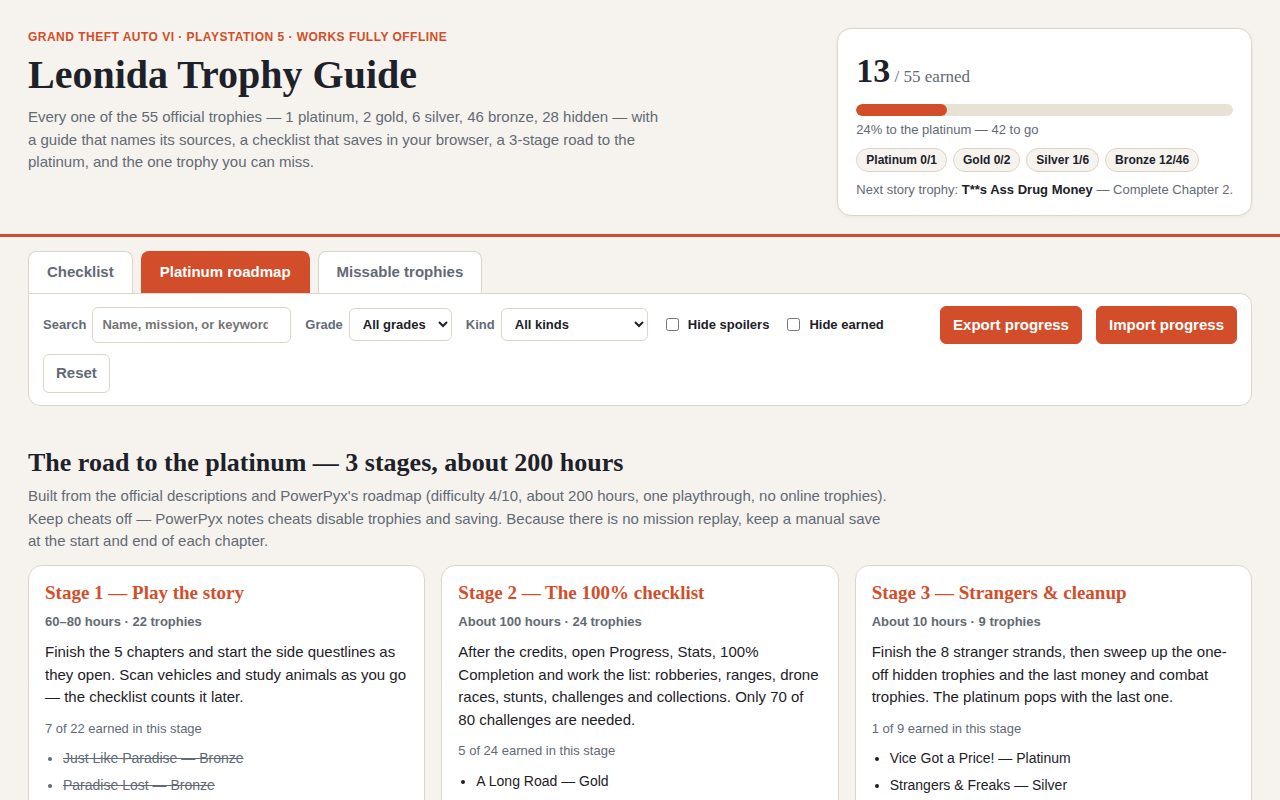 GRAND THEFT AUTO VI · PLAYSTATION 5 · WORKS FULLY OFFLINE
Leonida Trophy Guide
Every one of the 55 official trophies — 1 platinum, 2 gold, 6 silver, 46 bronze, 28 hidden — with
a guide that names its sources, a checklist that saves in your browser, a 3-stage road to the
platinum, and the one trophy you can miss.
13 / 55 earned
24% to the platinum — 42 to go
Platinum 0/1 Gold 0/2 Silver 1/6 Bronze 12/46
Next story trophy: T**s Ass Drug Money — Complete Chapter 2.
Checklist Platinum roadmap Missable trophies
Search Name, mission, or keyword Grade All grades Kind All kinds Hide spoilers Hide earned Export progress Import progress
Reset
The road to the platinum — 3 stages, about 200 hours
Built from the official descriptions and PowerPyx's roadmap (difficulty 4/10, about 200 hours, one playthrough, no online trophies).
Keep cheats off — PowerPyx notes cheats disable trophies and saving. Because there is no mission replay, keep a manual save
at the start and end of each chapter.
Stage 1 — Play the story
60–80 hours · 22 trophies
Finish the 5 chapters and start the side questlines as
they open. Scan vehicles and study animals as you go
— the checklist counts it later.
7 of 22 earned in this stage
• Just Like Paradise — Bronze
• Paradise Lost — Bronze
Stage 2 — The 100% checklist
About 100 hours · 24 trophies
After the credits, open Progress, Stats, 100%
Completion and work the list: robberies, ranges, drone
races, stunts, challenges and collections. Only 70 of
80 challenges are needed.
5 of 24 earned in this stage
• A Long Road — Gold
Stage 3 — Strangers & cleanup
About 10 hours · 9 trophies
Finish the 8 stranger strands, then sweep up the one-
off hidden trophies and the last money and combat
trophies. The platinum pops with the last one.
1 of 9 earned in this stage
• Vice Got a Price! — Platinum
• Strangers & Freaks — Silver